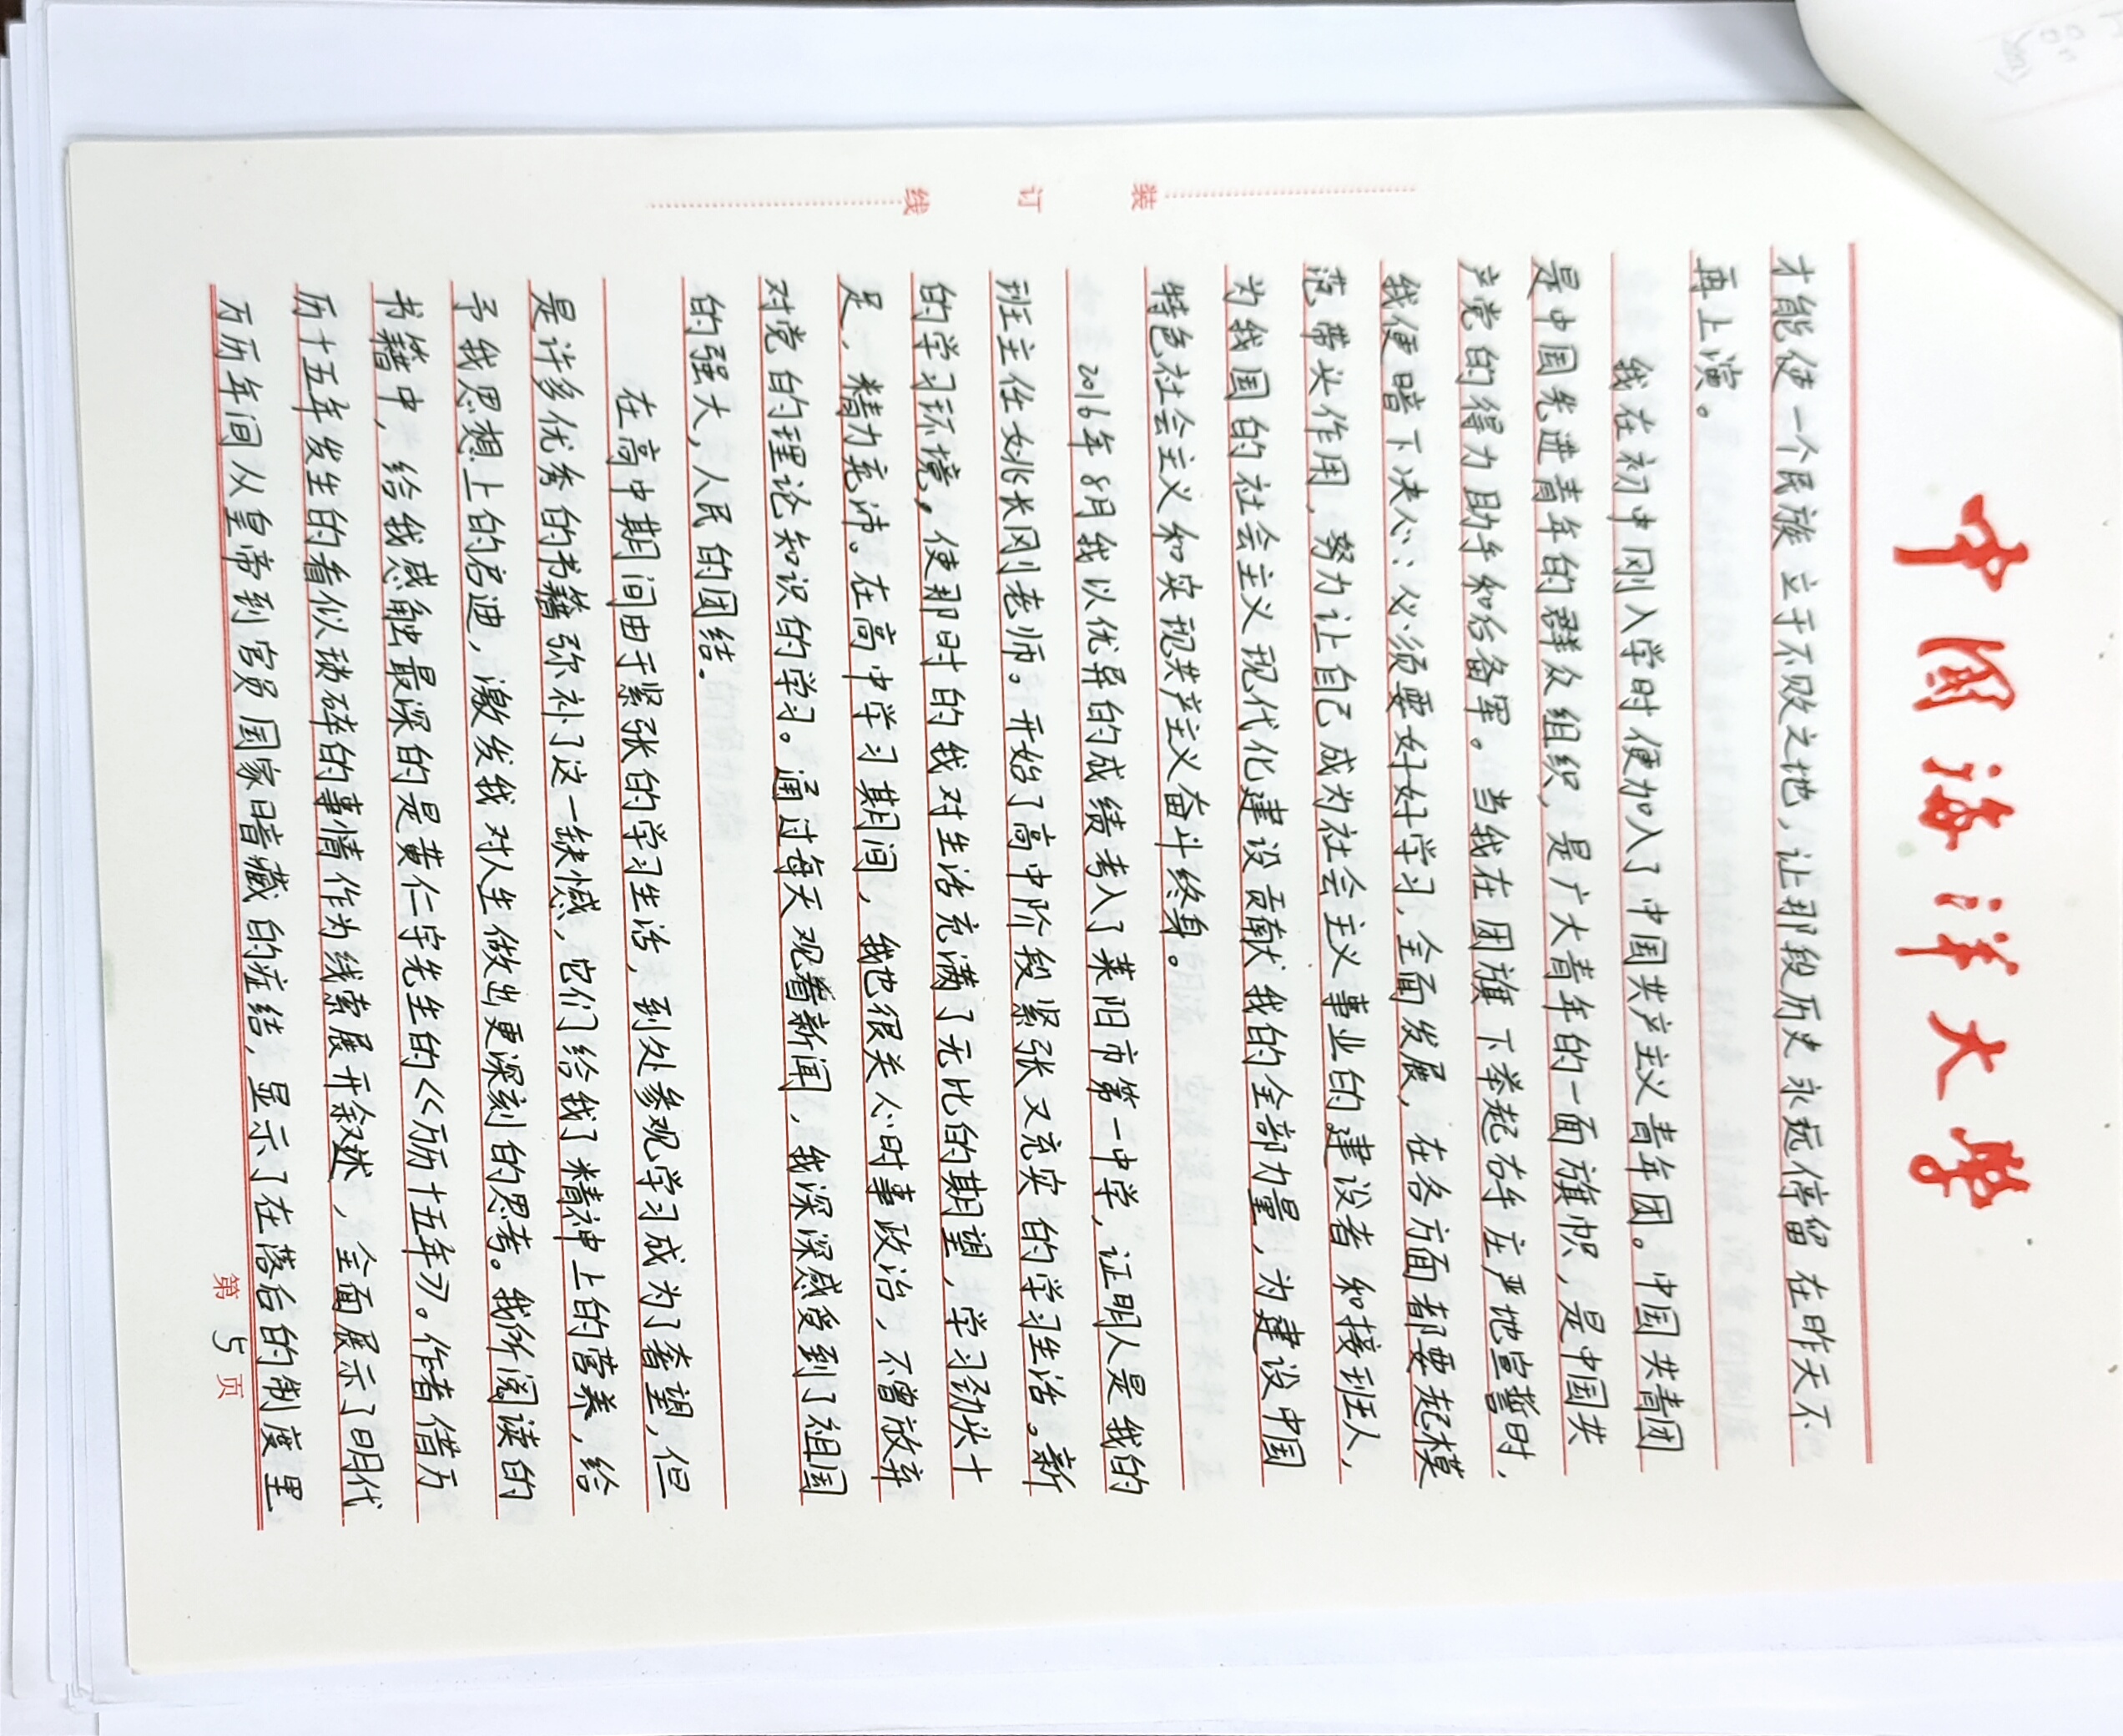 中國海洋大學
才能使一个民族立于不败之地，让那段历史永远停留在昨天不
再上演。
我在初中刚入学时便加入了中国共产主义青年团。中国共青团
是中国先进青年的群众组织，是广大青年的一面旗帜，是中国共
产党的得力助手和后备军。当我在团旗下举起右手庄严地宣誓时，
我便暗下决心：必须要好好学习，全面发展，在各方面都要起模
范带头作用，努力让自己成为社会主义事业的建设者和接班人，
为我国的社会主义现代化建设贡献我的全部力量，为建设中国
特色社会主义和实现共产主义奋斗终身。
2016年8月我以优异的成绩考入了莱阳市第一中学，证明人是我的
班主任姚长刚老师。开始了高中阶段紧张又充实的学习生活。新
的学习环境，使那时的我对生活充满了无比的期望，学习劲头十
足，精力充沛。在高中学习期间，我也很关心时事政治，不曾放弃
对党的理论知识的学习。通过每天观看新闻，我深深感受到了祖国
的强大，人民的团结。
在高中期间由于紧张的学习生活，到处参观学习成为了奢望，但
是许多优秀的书籍弥补了这一缺憾，它们给我了精神上的营养，给
予我思想上的启迪，激发我对人生做出更深刻的思考。我所阅读的
书籍中，给我感触最深的是黄仁宇先生的《万历十五年》。作者借万
历十五年发生的看似琐碎的事情作为线索展开叙述，全面展示了明代
万历年间从皇帝到官员国家暗藏的症结，显示了在落后的制度里
第5页
装
订
线